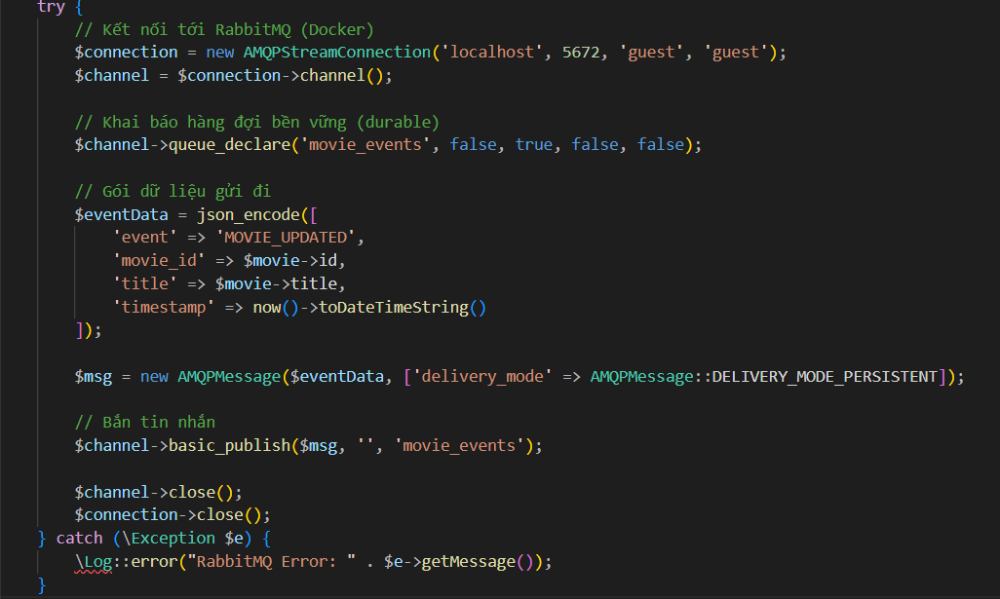 try {
// Kết nối tới RabbitMQ (Docker)
$connection = new AMQPStreamConnection('localhost', 5672, 'guest', 'guest');
$channel = $connection->channel();
// Khai báo hàng đợi bền vững (durable)
$channel->queue_declare('movie_events', false, true, false, false);
// Gói dữ liệu gửi đi
$eventData = json_encode([
'event' => 'MOVIE_UPDATED',
'movie_id' => $movie->id,
'title' => $movie->title,
'timestamp' => now()->toDateTimeString()
]);
$msg = new AMQPMessage($eventData, ['delivery_mode' => AMQPMessage::DELIVERY_MODE_PERSISTENT]);
// Bắn tin nhắn
$channel->basic_publish($msg, '', 'movie_events');
$channel->close();
$connection->close();
} catch (\Exception $e) {
\Log::error("RabbitMQ Error: " . $e->getMessage());
}